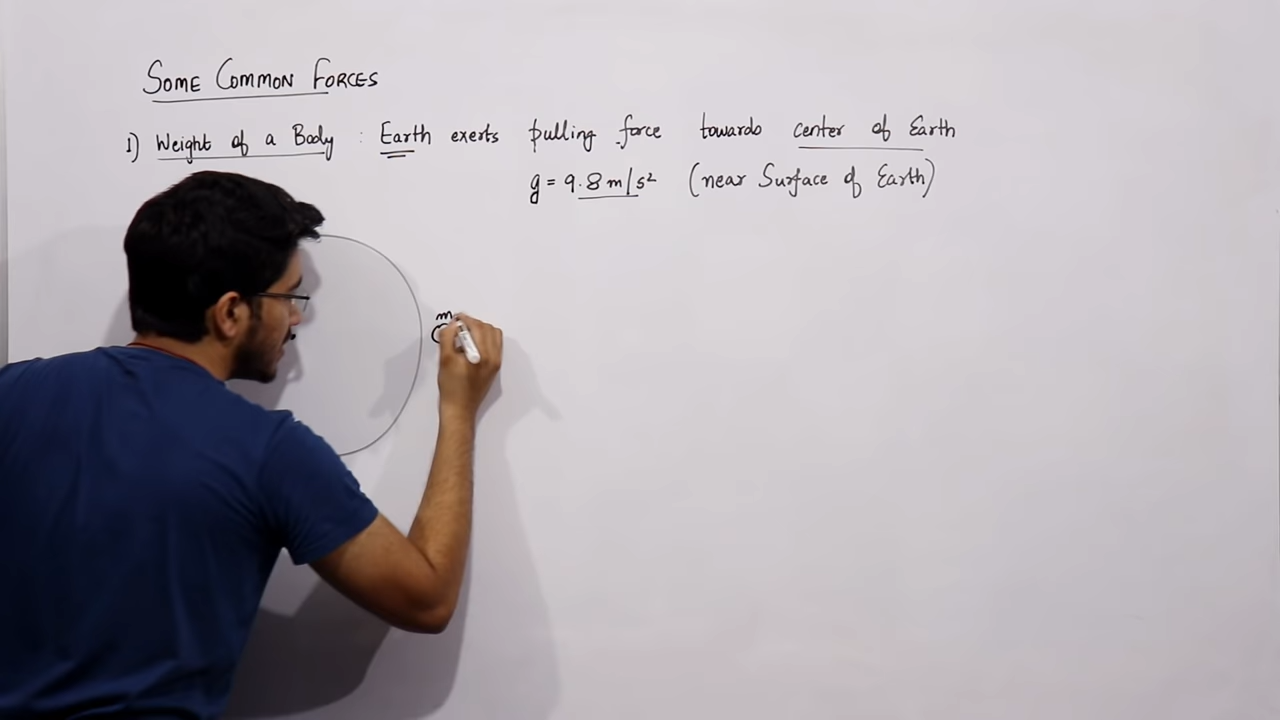 SOME COMMON FORCES
1) Weight of a Body : Earth exerts pulling force towards center of Earth
g = 9.8 m/s² (near Surface of Earth)
m